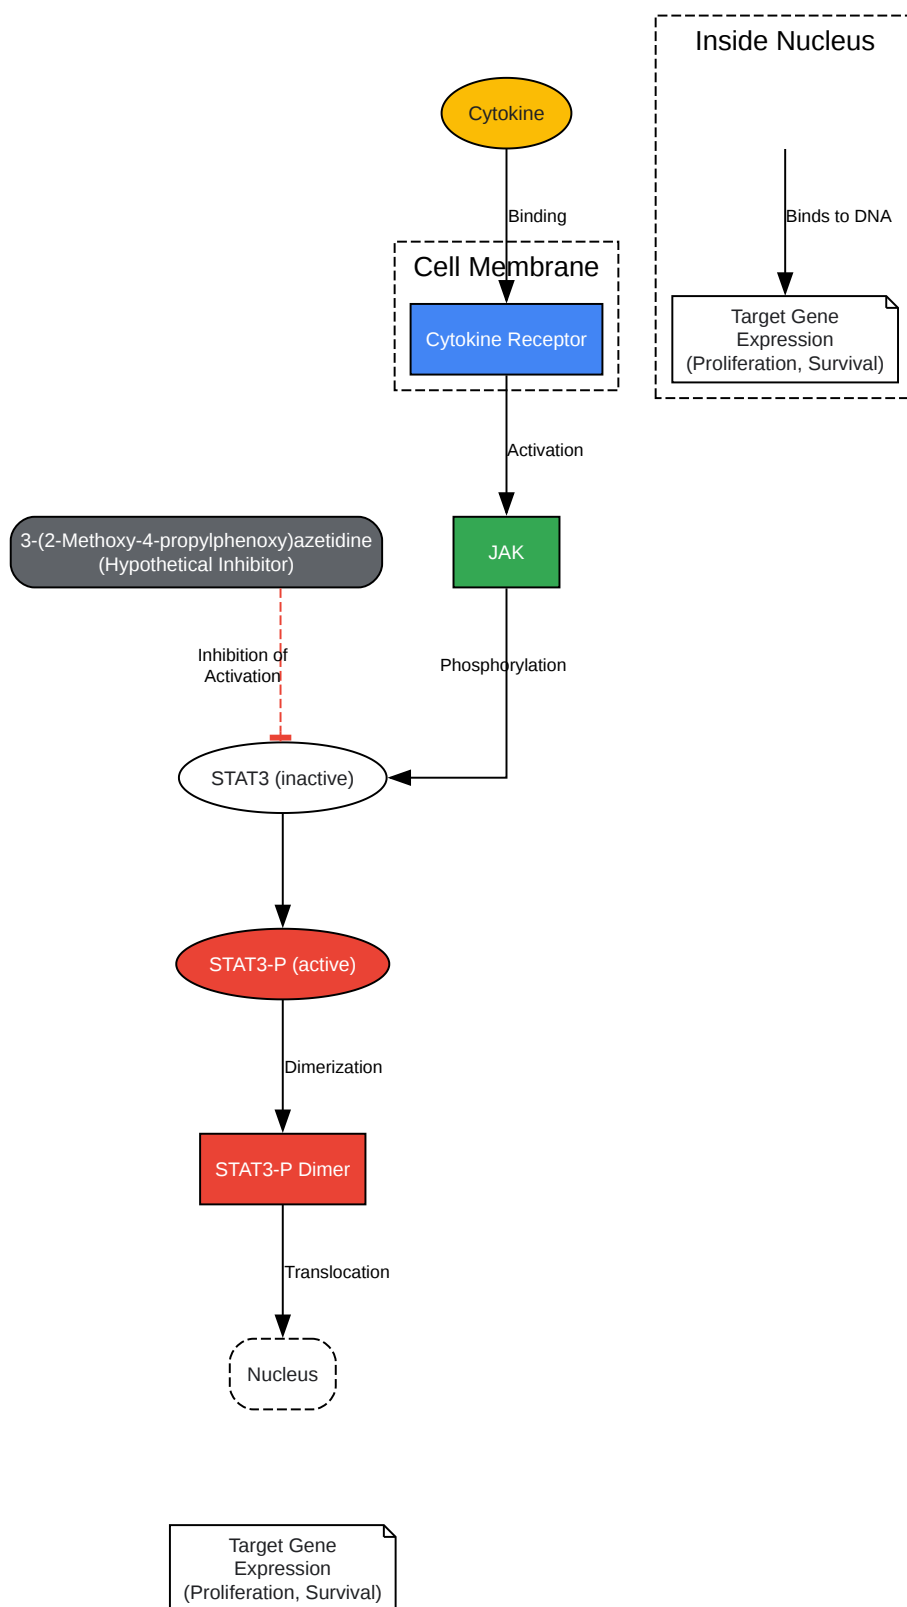 Inside Nucleus
Cytokine
Binding
Binds to DNA
Cell Membrane
Cytokine Receptor
Target Gene
Expression
(Proliferation, Survival)
Activation
3-(2-Methoxy-4-propylphenoxy)azetidine
(Hypothetical Inhibitor)
JAK
Inhibition of
Activation
Phosphorylation
STAT3 (inactive)
STAT3-P (active)
Dimerization
STAT3-P Dimer
Translocation
Nucleus
Target Gene
Expression
(Proliferation, Survival)